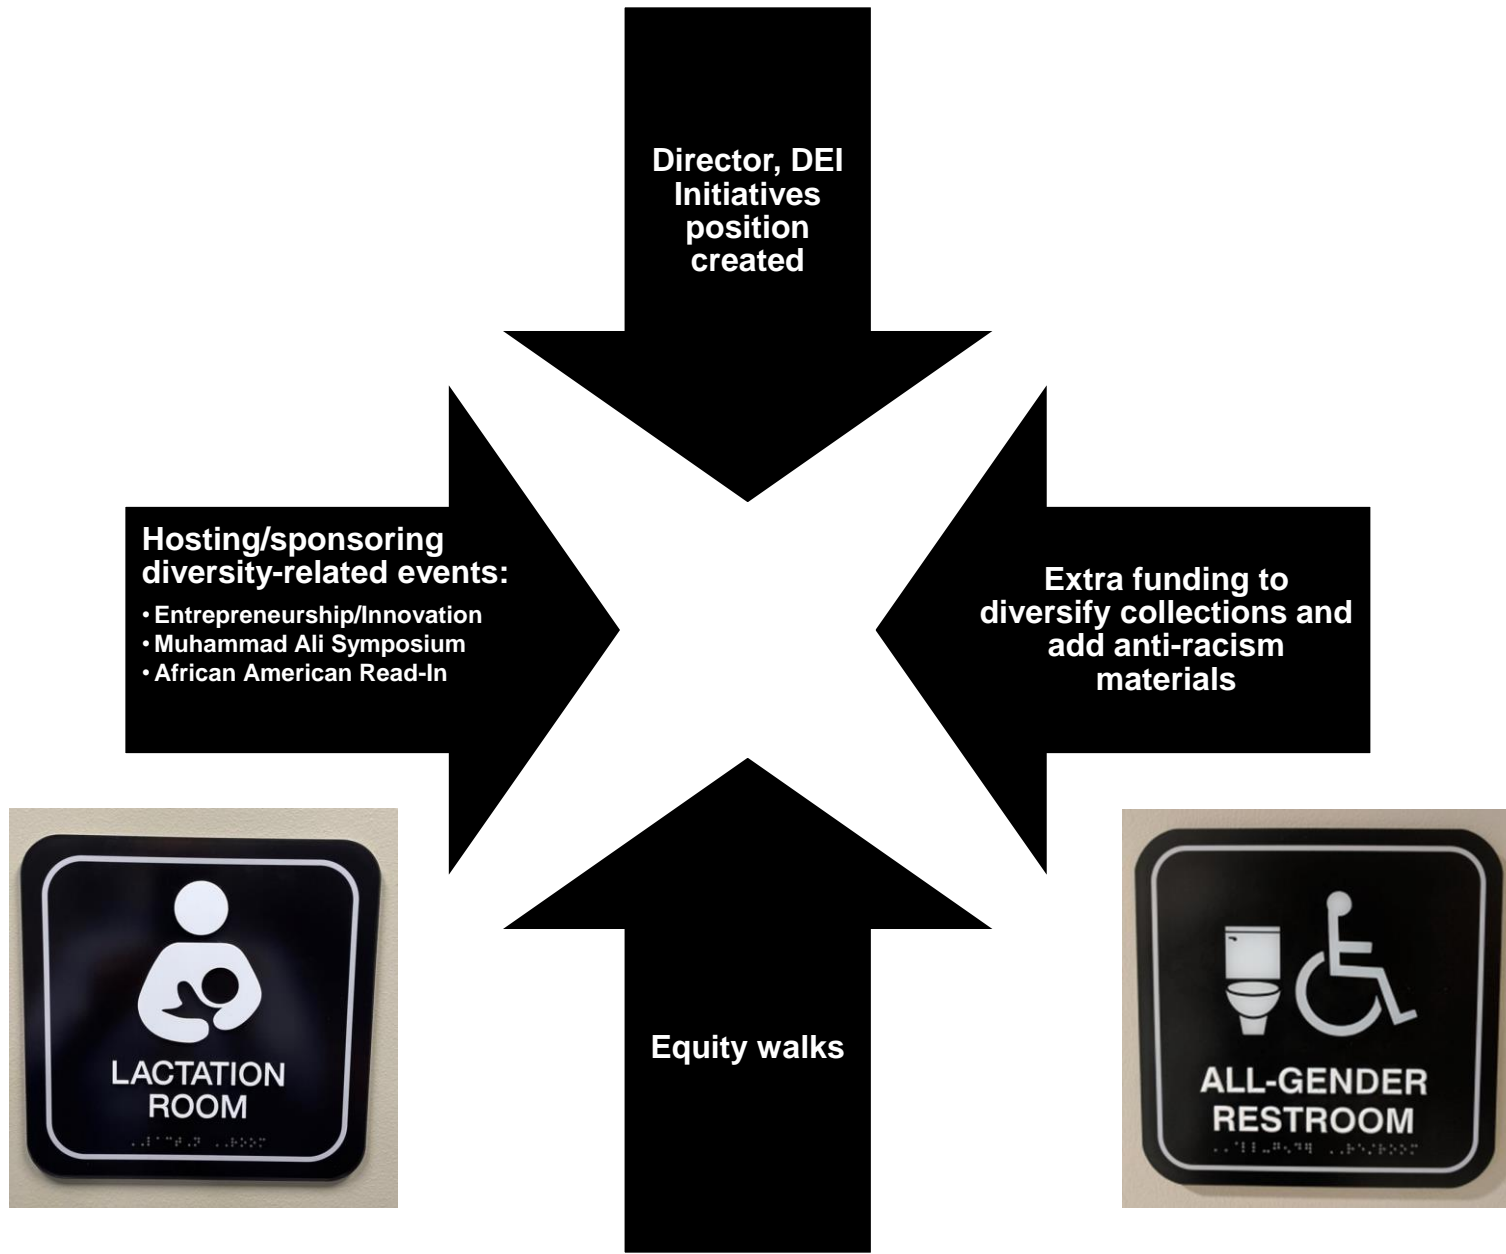 Director, DEI
Initiatives
position
created
Hosting/sponsoring
diversity-related events:
• Entrepreneurship/Innovation
• Muhammad Ali Symposium
• African American Read-In
Extra funding to
diversify collections and
add anti-racism
materials
Equity walks
LACTATION
ROOM
ALL-GENDER
RESTROOM